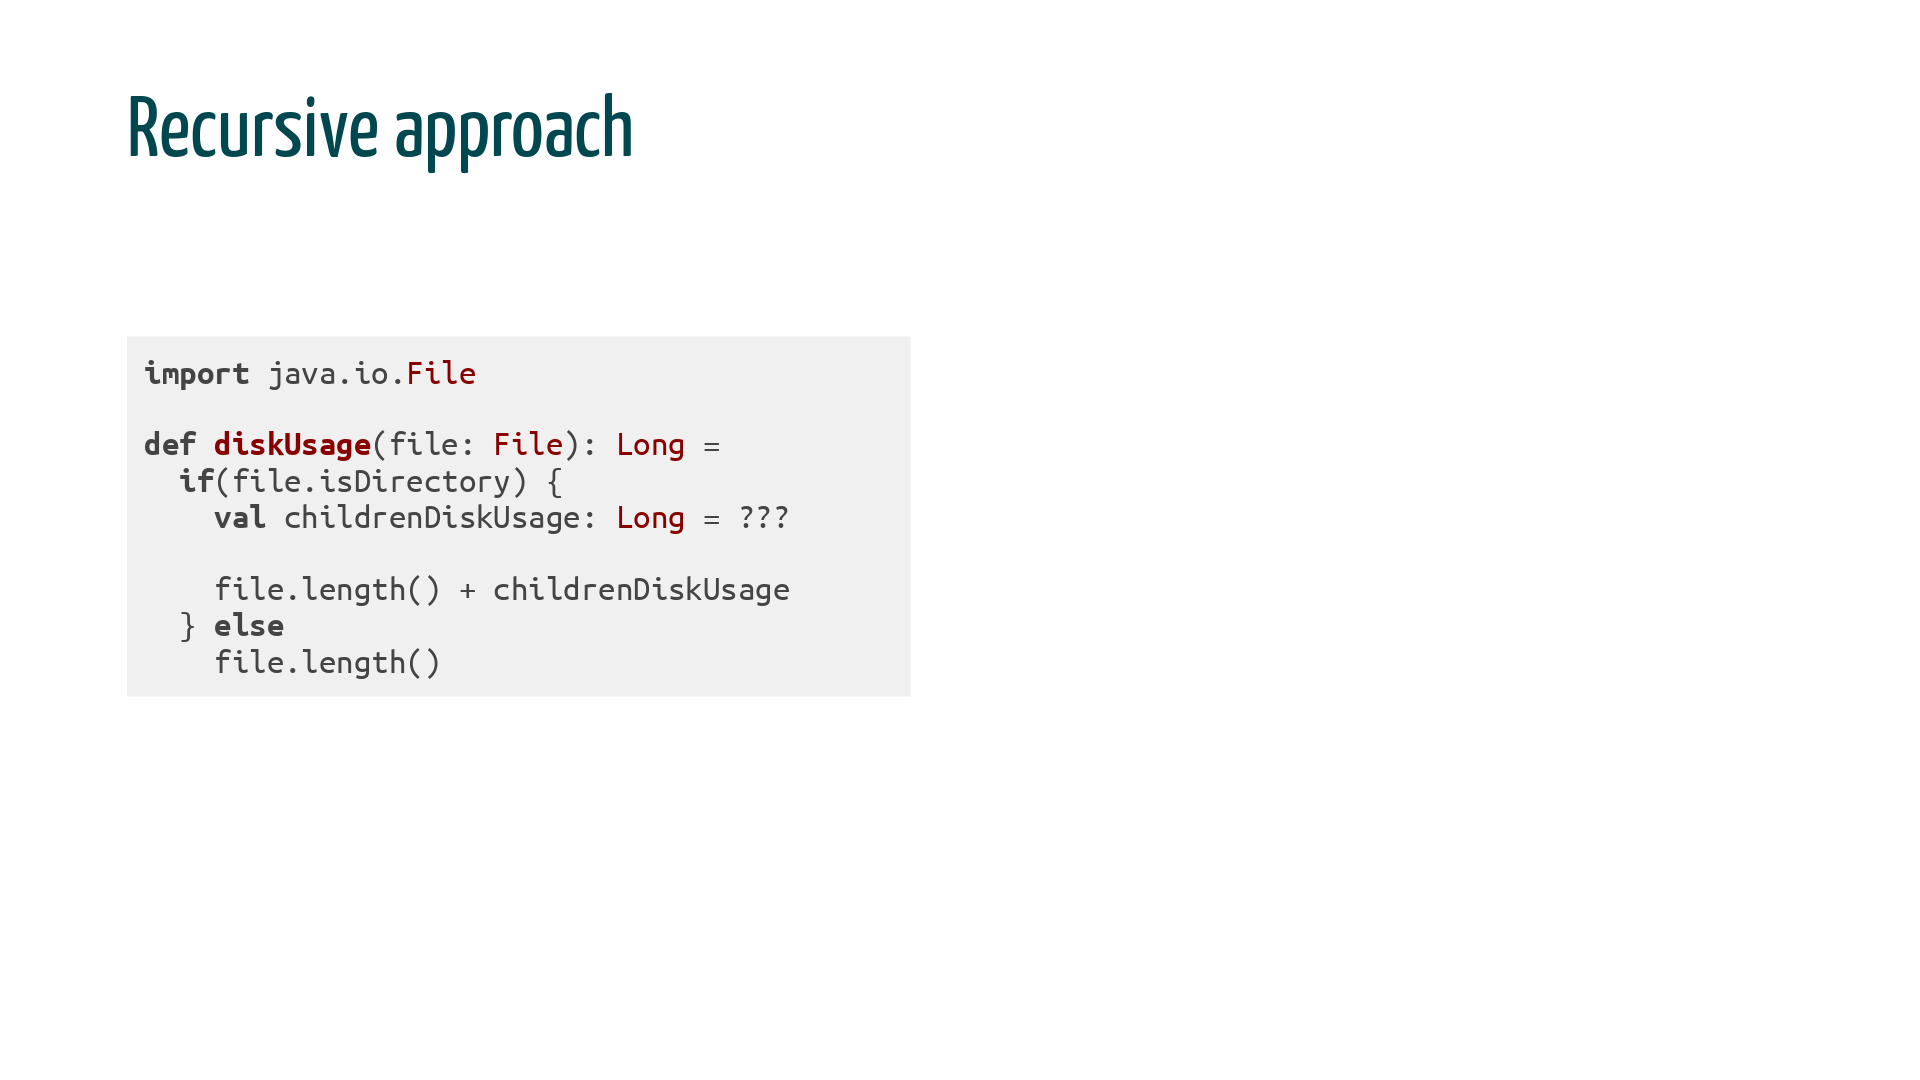 Recursive approach
import java.io.File
def diskUsage(file: File): Long =
  if(file.isDirectory) {
    val childrenDiskUsage: Long = ???
    file.length() + childrenDiskUsage
  } else
    file.length()